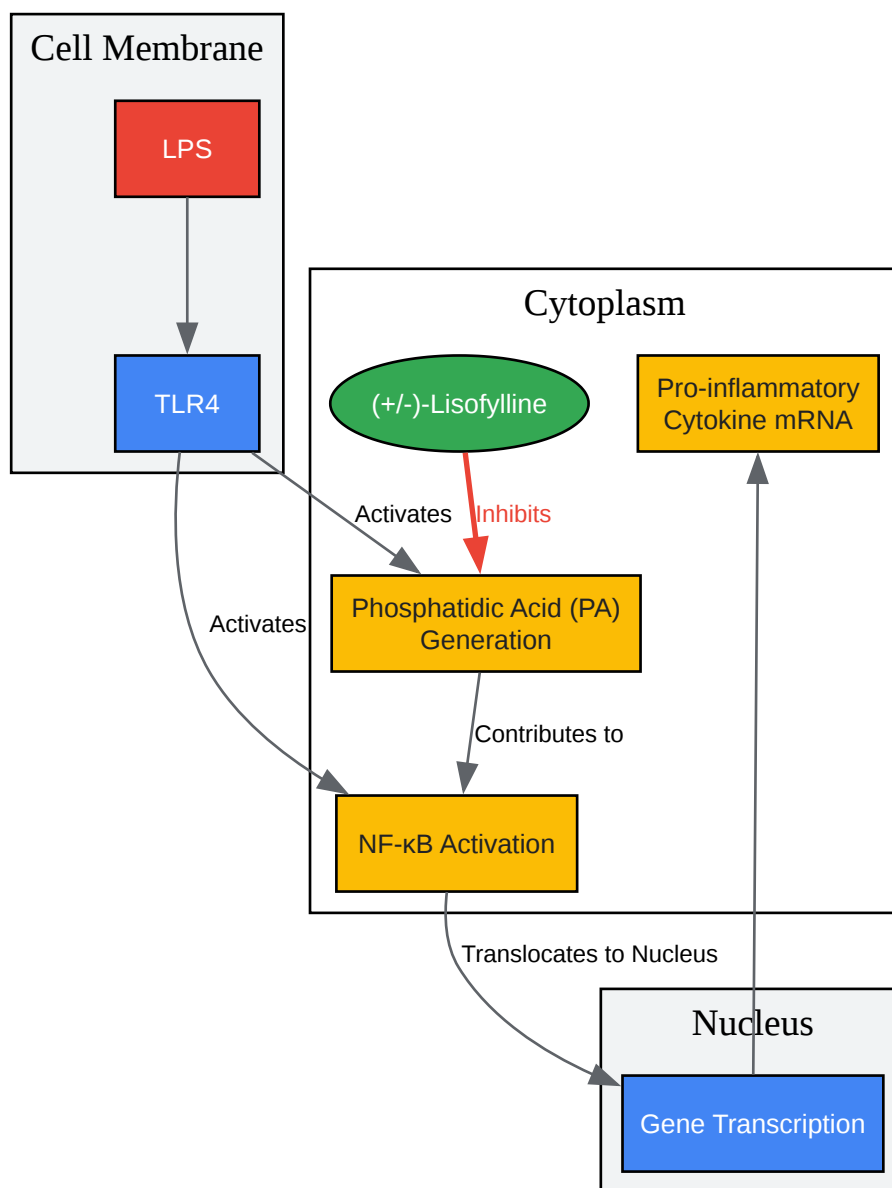 Cell Membrane
LPS
TLR4
Cytoplasm
(+/-)-Lisofylline
Pro-inflammatory
Cytokine mRNA
Activates
Inhibits
Phosphatidic Acid (PA)
Generation
Activates
Contributes to
NF-κB Activation
Translocates to Nucleus
Nucleus
Gene Transcription